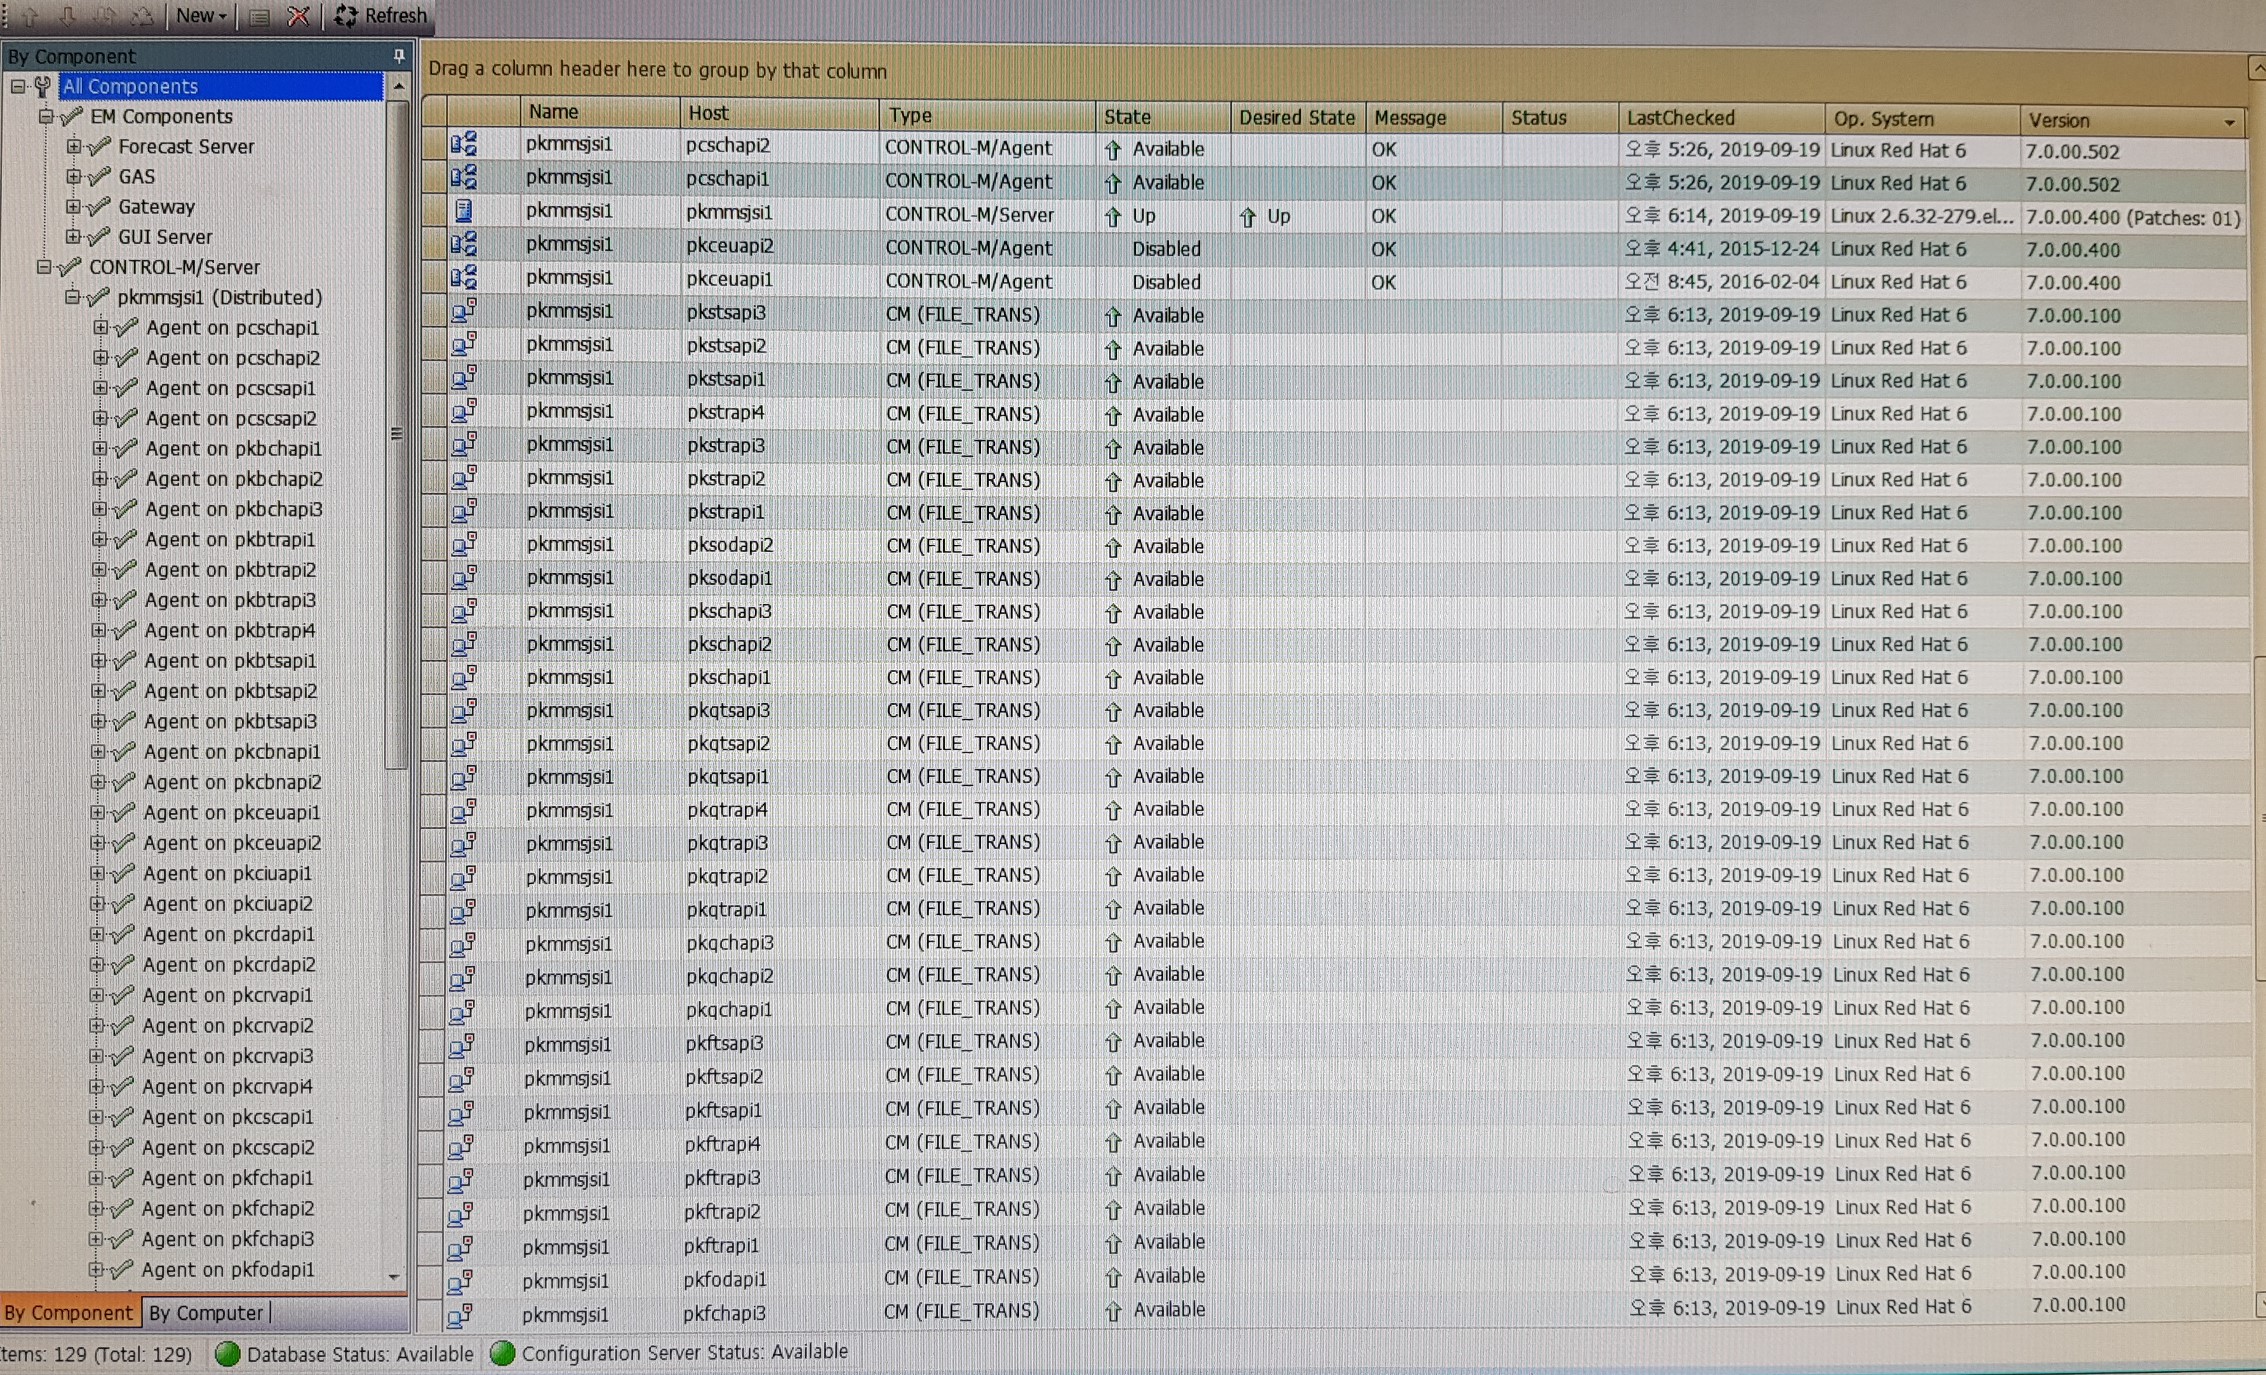 New
Refresh
By Component
All Components
EM Components
Forecast Server
GAS
Gateway
GUI Server
CONTROL-M/Server
pkmmsjsi1 (Distributed)
Agent on pcschapi1
Agent on pcschapi2
Agent on pcscsapi1
Agent on pcscsapi2
Agent on pkbchapi1
Agent on pkbchapi2
Agent on pkbchapi3
Agent on pkbtrapi1
Agent on pkbtrapi2
Agent on pkbtrapi3
Agent on pkbtrapi4
Agent on pkbtsapi1
Agent on pkbtsapi2
Agent on pkbtsapi3
Agent on pkcbnapi1
Agent on pkcbnapi2
Agent on pkceuapi1
Agent on pkceuapi2
Agent on pkciuapi1
Agent on pkciuapi2
Agent on pkcrdapi1
Agent on pkcrdapi2
Agent on pkcrvapi1
Agent on pkcrvapi2
Agent on pkcrvapi3
Agent on pkcrvapi4
Agent on pkcscapi1
Agent on pkcscapi2
Agent on pkfchapi1
Agent on pkfchapi2
Agent on pkfchapi3
Agent on pkfodapi1
By Component By Computer
Drag a column header here to group by that column
Name Host Type State Desired State Message Status LastChecked Op. System Version
pkmmsjsi1 pcschapi2 CONTROL-M/Agent Available OK 오후 5:26, 2019-09-19 Linux Red Hat 6 7.0.00.502
pkmmsjsi1 pcschapi1 CONTROL-M/Agent Available OK 오후 5:26, 2019-09-19 Linux Red Hat 6 7.0.00.502
pkmmsjsi1 pkmmsjsi1 CONTROL-M/Server Up Up OK 오후 6:14, 2019-09-19 Linux 2.6.32-279.el... 7.0.00.400 (Patches: 01)
pkmmsjsi1 pkceuapi2 CONTROL-M/Agent Disabled OK 오후 4:41, 2015-12-24 Linux Red Hat 6 7.0.00.400
pkmmsjsi1 pkceuapi1 CONTROL-M/Agent Disabled OK 오전 8:45, 2016-02-04 Linux Red Hat 6 7.0.00.400
pkmmsjsi1 pkstsapi3 CM (FILE_TRANS) Available 오후 6:13, 2019-09-19 Linux Red Hat 6 7.0.00.100
pkmmsjsi1 pkstsapi2 CM (FILE_TRANS) Available 오후 6:13, 2019-09-19 Linux Red Hat 6 7.0.00.100
pkmmsjsi1 pkstsapi1 CM (FILE_TRANS) Available 오후 6:13, 2019-09-19 Linux Red Hat 6 7.0.00.100
pkmmsjsi1 pkstrapi4 CM (FILE_TRANS) Available 오후 6:13, 2019-09-19 Linux Red Hat 6 7.0.00.100
pkmmsjsi1 pkstrapi3 CM (FILE_TRANS) Available 오후 6:13, 2019-09-19 Linux Red Hat 6 7.0.00.100
pkmmsjsi1 pkstrapi2 CM (FILE_TRANS) Available 오후 6:13, 2019-09-19 Linux Red Hat 6 7.0.00.100
pkmmsjsi1 pkstrapi1 CM (FILE_TRANS) Available 오후 6:13, 2019-09-19 Linux Red Hat 6 7.0.00.100
pkmmsjsi1 pksodapi2 CM (FILE_TRANS) Available 오후 6:13, 2019-09-19 Linux Red Hat 6 7.0.00.100
pkmmsjsi1 pksodapi1 CM (FILE_TRANS) Available 오후 6:13, 2019-09-19 Linux Red Hat 6 7.0.00.100
pkmmsjsi1 pkschapi3 CM (FILE_TRANS) Available 오후 6:13, 2019-09-19 Linux Red Hat 6 7.0.00.100
pkmmsjsi1 pkschapi2 CM (FILE_TRANS) Available 오후 6:13, 2019-09-19 Linux Red Hat 6 7.0.00.100
pkmmsjsi1 pkschapi1 CM (FILE_TRANS) Available 오후 6:13, 2019-09-19 Linux Red Hat 6 7.0.00.100
pkmmsjsi1 pkqtsapi3 CM (FILE_TRANS) Available 오후 6:13, 2019-09-19 Linux Red Hat 6 7.0.00.100
pkmmsjsi1 pkqtsapi2 CM (FILE_TRANS) Available 오후 6:13, 2019-09-19 Linux Red Hat 6 7.0.00.100
pkmmsjsi1 pkqtsapi1 CM (FILE_TRANS) Available 오후 6:13, 2019-09-19 Linux Red Hat 6 7.0.00.100
pkmmsjsi1 pkqtrapi4 CM (FILE_TRANS) Available 오후 6:13, 2019-09-19 Linux Red Hat 6 7.0.00.100
pkmmsjsi1 pkqtrapi3 CM (FILE_TRANS) Available 오후 6:13, 2019-09-19 Linux Red Hat 6 7.0.00.100
pkmmsjsi1 pkqtrapi2 CM (FILE_TRANS) Available 오후 6:13, 2019-09-19 Linux Red Hat 6 7.0.00.100
pkmmsjsi1 pkqtrapi1 CM (FILE_TRANS) Available 오후 6:13, 2019-09-19 Linux Red Hat 6 7.0.00.100
pkmmsjsi1 pkqchapi3 CM (FILE_TRANS) Available 오후 6:13, 2019-09-19 Linux Red Hat 6 7.0.00.100
pkmmsjsi1 pkqchapi2 CM (FILE_TRANS) Available 오후 6:13, 2019-09-19 Linux Red Hat 6 7.0.00.100
pkmmsjsi1 pkqchapi1 CM (FILE_TRANS) Available 오후 6:13, 2019-09-19 Linux Red Hat 6 7.0.00.100
pkmmsjsi1 pkftsapi3 CM (FILE_TRANS) Available 오후 6:13, 2019-09-19 Linux Red Hat 6 7.0.00.100
pkmmsjsi1 pkftsapi2 CM (FILE_TRANS) Available 오후 6:13, 2019-09-19 Linux Red Hat 6 7.0.00.100
pkmmsjsi1 pkftsapi1 CM (FILE_TRANS) Available 오후 6:13, 2019-09-19 Linux Red Hat 6 7.0.00.100
pkmmsjsi1 pkftrapi4 CM (FILE_TRANS) Available 오후 6:13, 2019-09-19 Linux Red Hat 6 7.0.00.100
pkmmsjsi1 pkftrapi3 CM (FILE_TRANS) Available 오후 6:13, 2019-09-19 Linux Red Hat 6 7.0.00.100
pkmmsjsi1 pkftrapi2 CM (FILE_TRANS) Available 오후 6:13, 2019-09-19 Linux Red Hat 6 7.0.00.100
pkmmsjsi1 pkftrapi1 CM (FILE_TRANS) Available 오후 6:13, 2019-09-19 Linux Red Hat 6 7.0.00.100
pkmmsjsi1 pkfodapi1 CM (FILE_TRANS) Available 오후 6:13, 2019-09-19 Linux Red Hat 6 7.0.00.100
pkmmsjsi1 pkfchapi3 CM (FILE_TRANS) Available 오후 6:13, 2019-09-19 Linux Red Hat 6 7.0.00.100
tems: 129 (Total: 129) Database Status: Available Configuration Server Status: Available